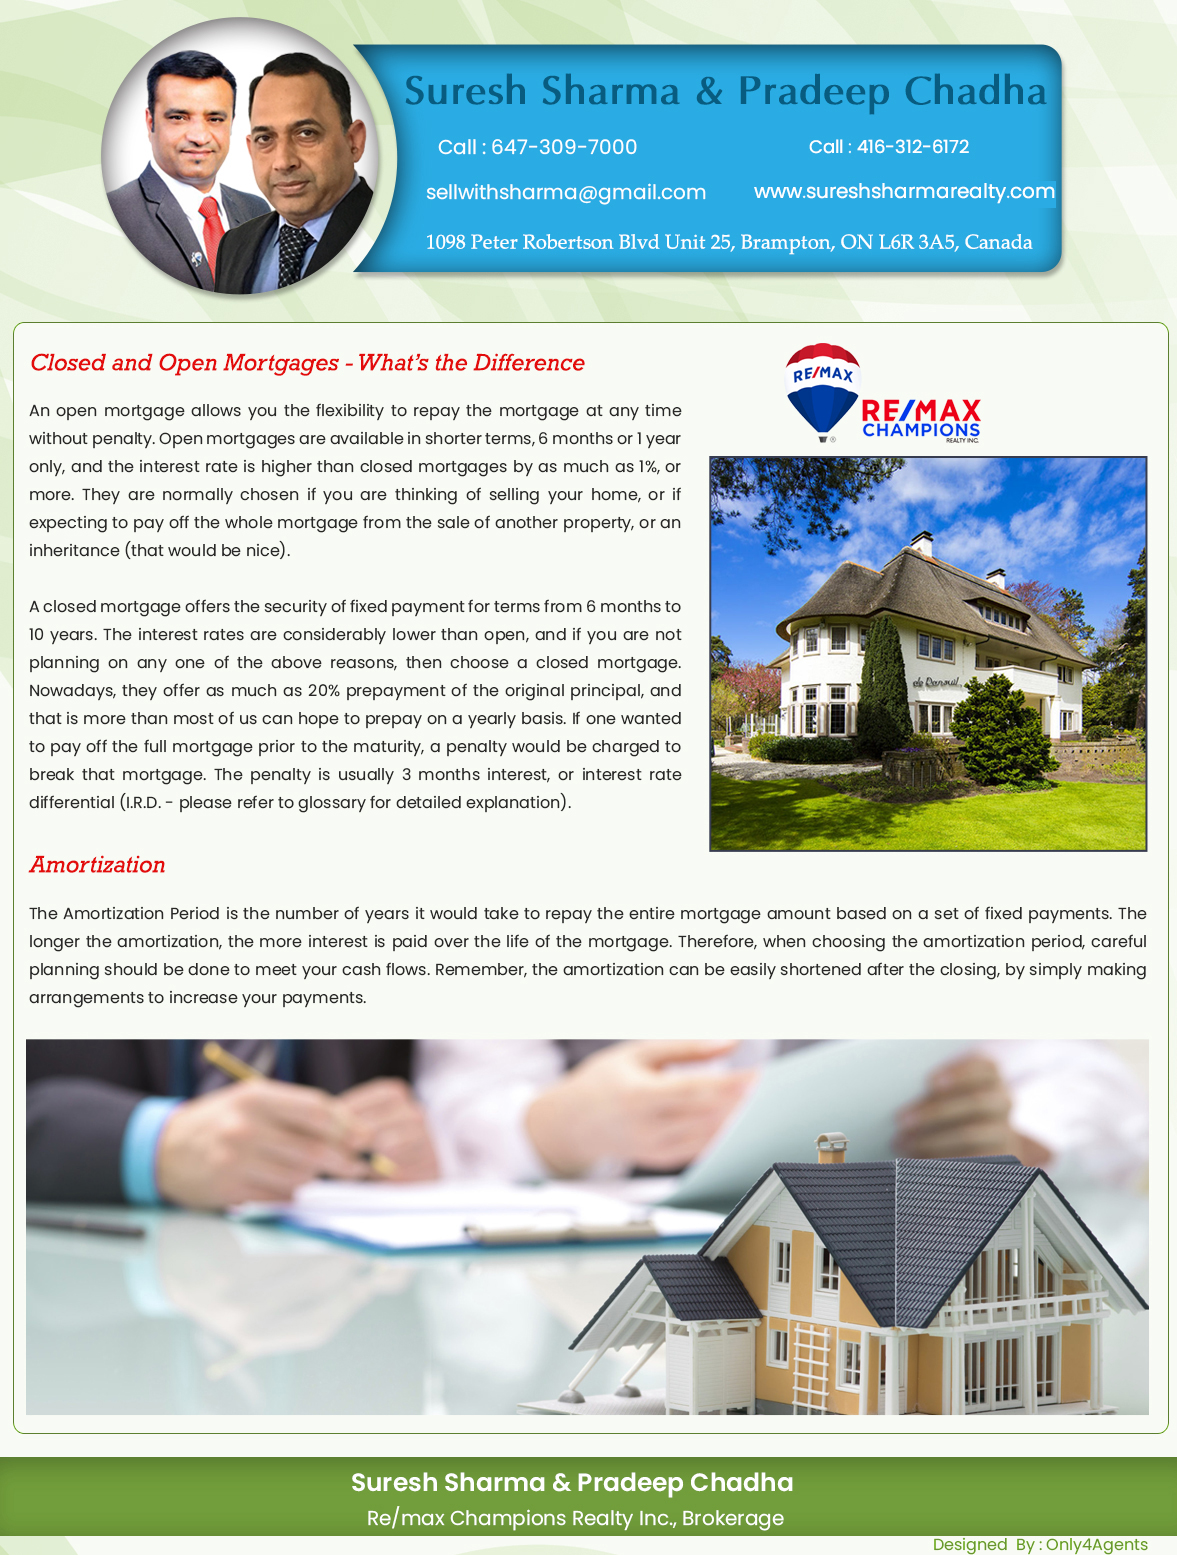 Suresh Sharma & Pradeep Chadha
Call : 647-309-7000
Call : 416-312-6172
sellwithsharma@gmail.com
www.sureshsharmarealty.com
1098 Peter Robertson Blvd Unit 25, Brampton, ON L6R 3A5, Canada
Closed and Open Mortgages - What's the Difference
An open mortgage allows you the flexibility to repay the mortgage at any time
without penalty. Open mortgages are available in shorter terms, 6 months or 1 year
only, and the interest rate is higher than closed mortgages by as much as 1%, or
more. They are normally chosen if you are thinking of selling your home, or if
expecting to pay off the whole mortgage from the sale of another property, or an
inheritance (that would be nice).
A closed mortgage offers the security of fixed payment for terms from 6 months to
10 years. The interest rates are considerably lower than open, and if you are not
planning on any one of the above reasons, then choose a closed mortgage.
Nowadays, they offer as much as 20% prepayment of the original principal, and
that is more than most of us can hope to prepay on a yearly basis. If one wanted
to pay off the full mortgage prior to the maturity, a penalty would be charged to
break that mortgage. The penalty is usually 3 months interest, or interest rate
differential (I.R.D. - please refer to glossary for detailed explanation).
RE/MAX
®
RE/MAX
CHAMPIONS
REALTY INC.
Amortization
The Amortization Period is the number of years it would take to repay the entire mortgage amount based on a set of fixed payments. The
longer the amortization, the more interest is paid over the life of the mortgage. Therefore, when choosing the amortization period, careful
planning should be done to meet your cash flows. Remember, the amortization can be easily shortened after the closing, by simply making
arrangements to increase your payments.
Suresh Sharma & Pradeep Chadha
Re/max Champions Realty Inc., Brokerage
Designed By : Only4Agents